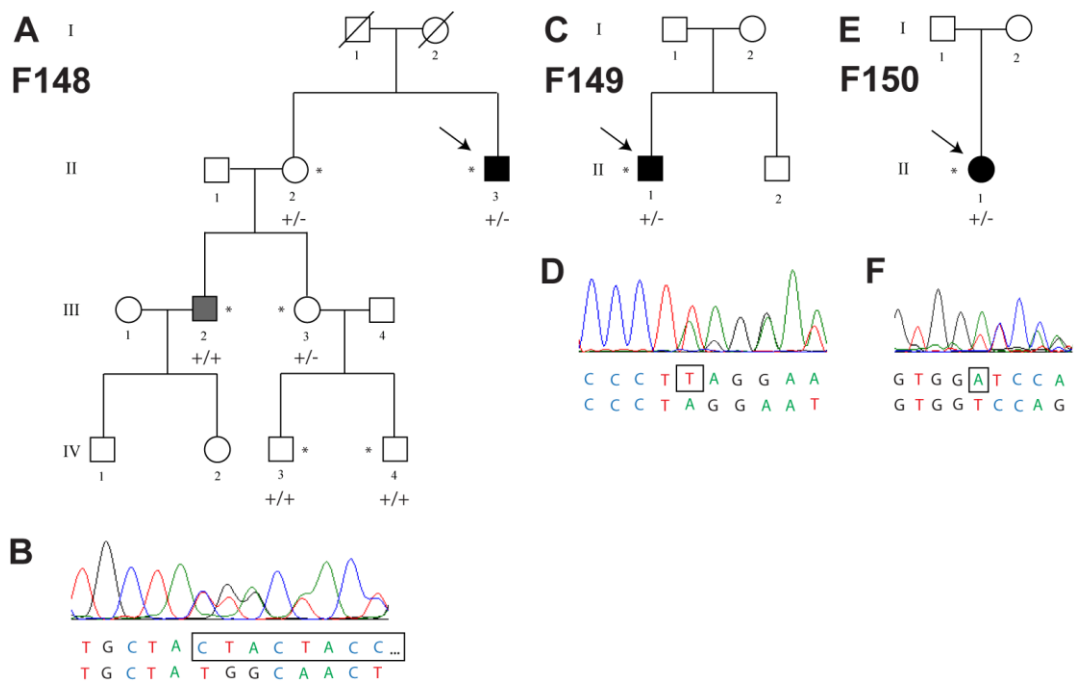 A I
F148
1 2
II
1 2 * * 3
+/- +/-
III
1 2 * * 3 4
+/+ +/-
IV
1 2 3 * * 4
+/+ +/+
B
T G C T A C T A C T A C C ...
T G C T A T G G C A A C T
C I
F149
1 2
II * 1 2
+/-
D
C C C T T A G G A A
C C C T A G G A A T
E I
F150
1 2
II * 1
+/-
F
G T G G A T C C A
G T G G T C C A G